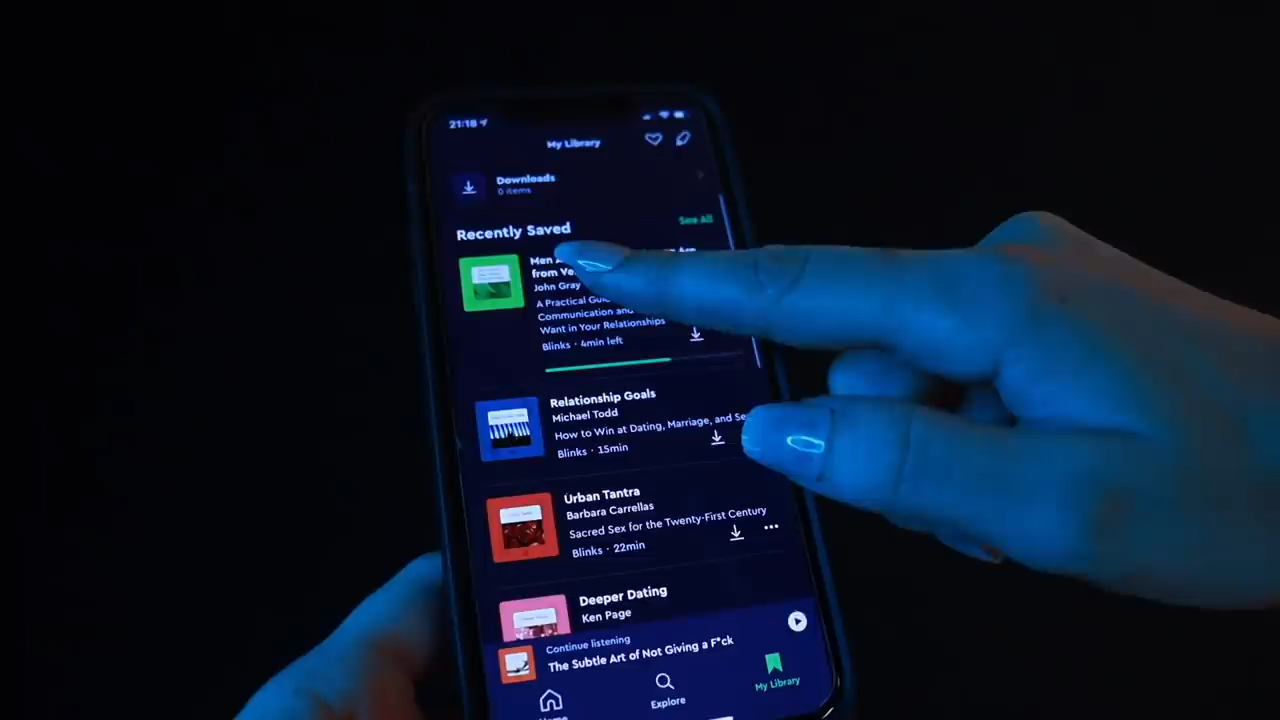 21:18
My Library
Downloads
0 items
Recently Saved
See All
Men
from Ve
John Gray
A Practical
Communication and
Want in Your Relationships
Blinks · 4min left
Relationship Goals
Michael Todd
How to Win at Dating, Marriage, and Se
Blinks · 15min
Urban Tantra
Barbara Carrellas
Sacred Sex for the Twenty-First Century
Blinks · 22min
Deeper Dating
Ken Page
Continue listening
The Subtle Art of Not Giving a F*ck
Home
Explore
My Library